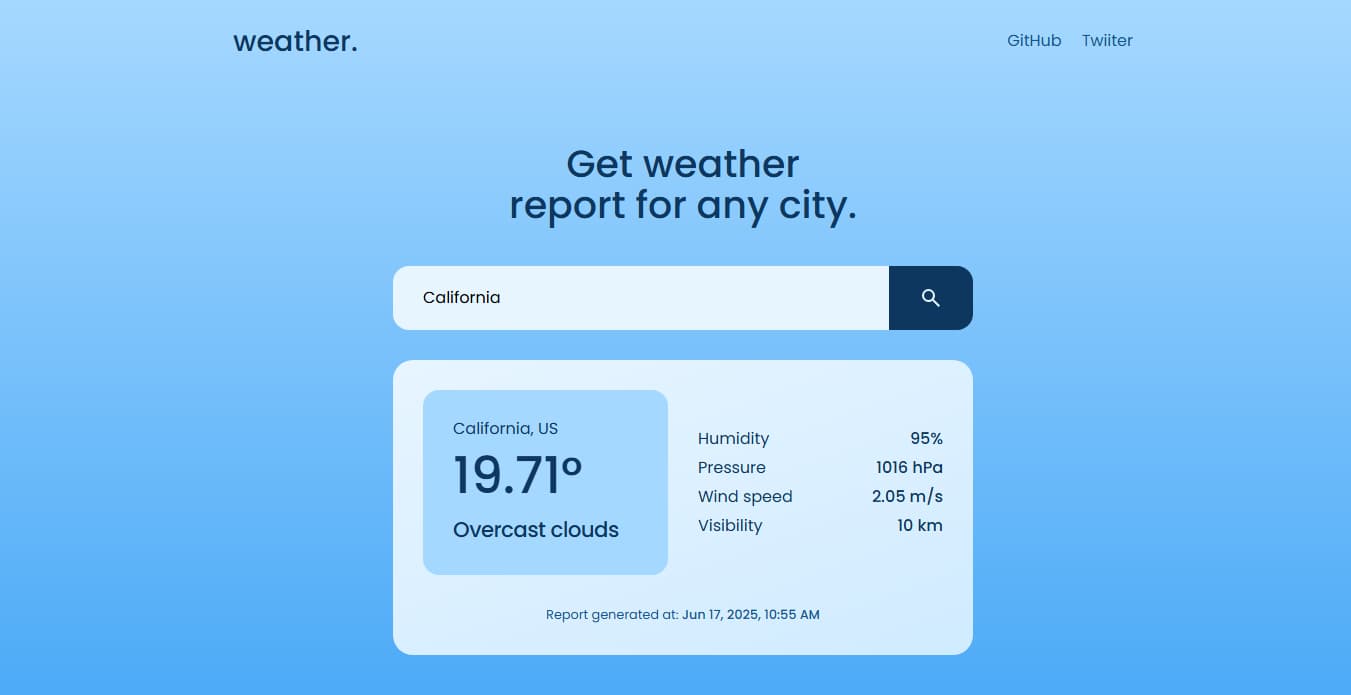 weather.
GitHub Twiiter
Get weather
report for any city.
California
California, US
19.71°
Overcast clouds
Humidity 95%
Pressure 1016 hPa
Wind speed 2.05 m/s
Visibility 10 km
Report generated at: Jun 17, 2025, 10:55 AM